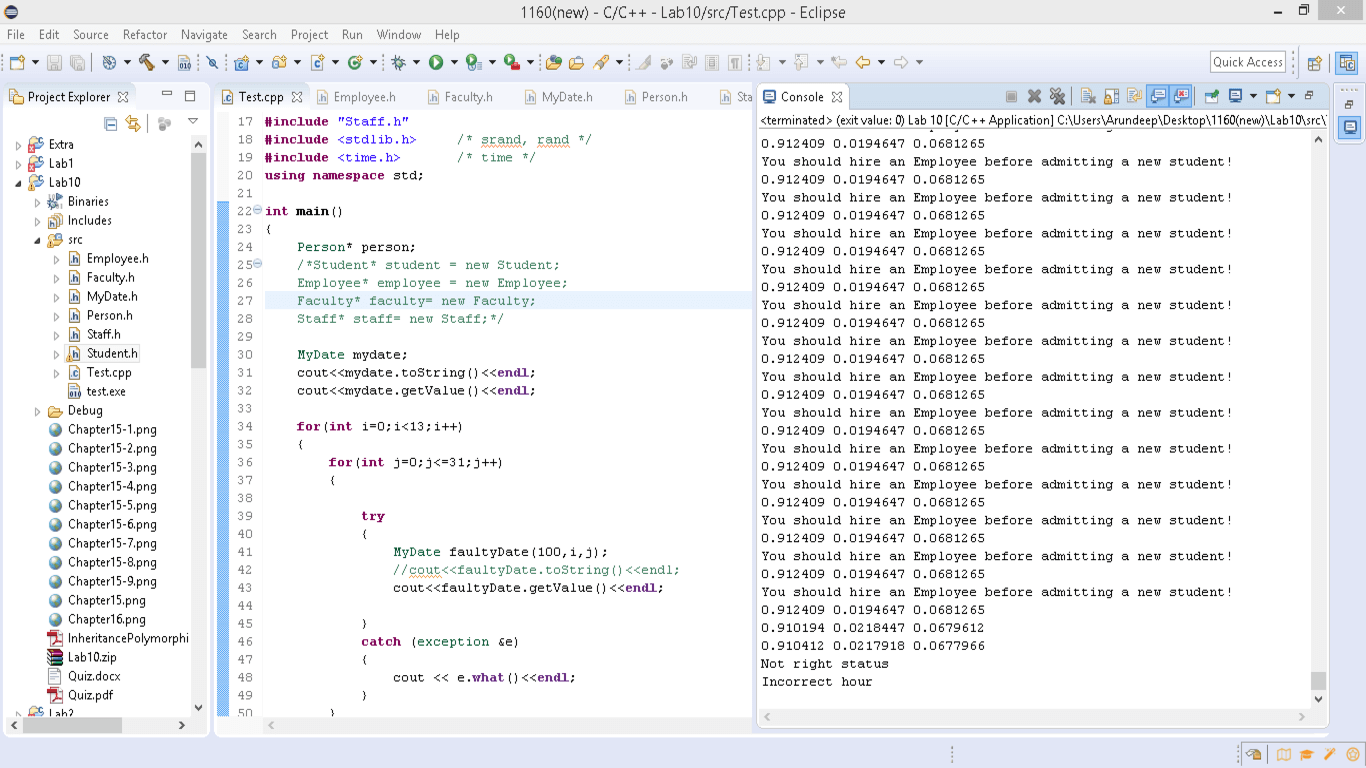 1160(new) - C/C++ - Lab10/src/Test.cpp - Eclipse
File Edit Source Refactor Navigate Search Project Run Window Help
Quick Access
Project Explorer
Extra
Lab1
Lab10
Binaries
Includes
src
Employee.h
Faculty.h
MyDate.h
Person.h
Staff.h
Student.h
Test.cpp
test.exe
Debug
Chapter15-1.png
Chapter15-2.png
Chapter15-3.png
Chapter15-4.png
Chapter15-5.png
Chapter15-6.png
Chapter15-7.png
Chapter15-8.png
Chapter15-9.png
Chapter15.png
Chapter16.png
InheritancePolymorphi
Lab10.zip
Quiz.docx
Quiz.pdf
Lab2
Test.cpp Employee.h Faculty.h MyDate.h Person.h Sta
17 #include "Staff.h"
18 #include <stdlib.h> /* srand, rand */
19 #include <time.h> /* time */
20 using namespace std;
21
22 int main()
23 {
24 Person* person;
25 /*Student* student = new Student;
26 Employee* employee = new Employee;
27 Faculty* faculty= new Faculty;
28 Staff* staff= new Staff;*/
29
30 MyDate mydate;
31 cout<<mydate.toString()<<endl;
32 cout<<mydate.getValue()<<endl;
33
34 for(int i=0;i<13;i++)
35 {
36 for(int j=0;j<=31;j++)
37 {
38
39 try
40 {
41 MyDate faultyDate(100,i,j);
42 //cout<<faultyDate.toString()<<endl;
43 cout<<faultyDate.getValue()<<endl;
44
45 }
46 catch (exception &e)
47 {
48 cout << e.what()<<endl;
49 }
50 }
Console
<terminated> (exit value: 0) Lab 10 [C/C++ Application] C:\Users\Arundeep\Desktop\1160(new)\Lab10\src\
0.912409 0.0194647 0.0681265
You should hire an Employee before admitting a new student!
0.912409 0.0194647 0.0681265
You should hire an Employee before admitting a new student!
0.912409 0.0194647 0.0681265
You should hire an Employee before admitting a new student!
0.912409 0.0194647 0.0681265
You should hire an Employee before admitting a new student!
0.912409 0.0194647 0.0681265
You should hire an Employee before admitting a new student!
0.912409 0.0194647 0.0681265
You should hire an Employee before admitting a new student!
0.912409 0.0194647 0.0681265
You should hire an Employee before admitting a new student!
0.912409 0.0194647 0.0681265
You should hire an Employee before admitting a new student!
0.912409 0.0194647 0.0681265
You should hire an Employee before admitting a new student!
0.912409 0.0194647 0.0681265
You should hire an Employee before admitting a new student!
0.912409 0.0194647 0.0681265
You should hire an Employee before admitting a new student!
0.912409 0.0194647 0.0681265
You should hire an Employee before admitting a new student!
0.912409 0.0194647 0.0681265
You should hire an Employee before admitting a new student!
0.912409 0.0194647 0.0681265
0.910194 0.0218447 0.0679612
0.910412 0.0217918 0.0677966
Not right status
Incorrect hour